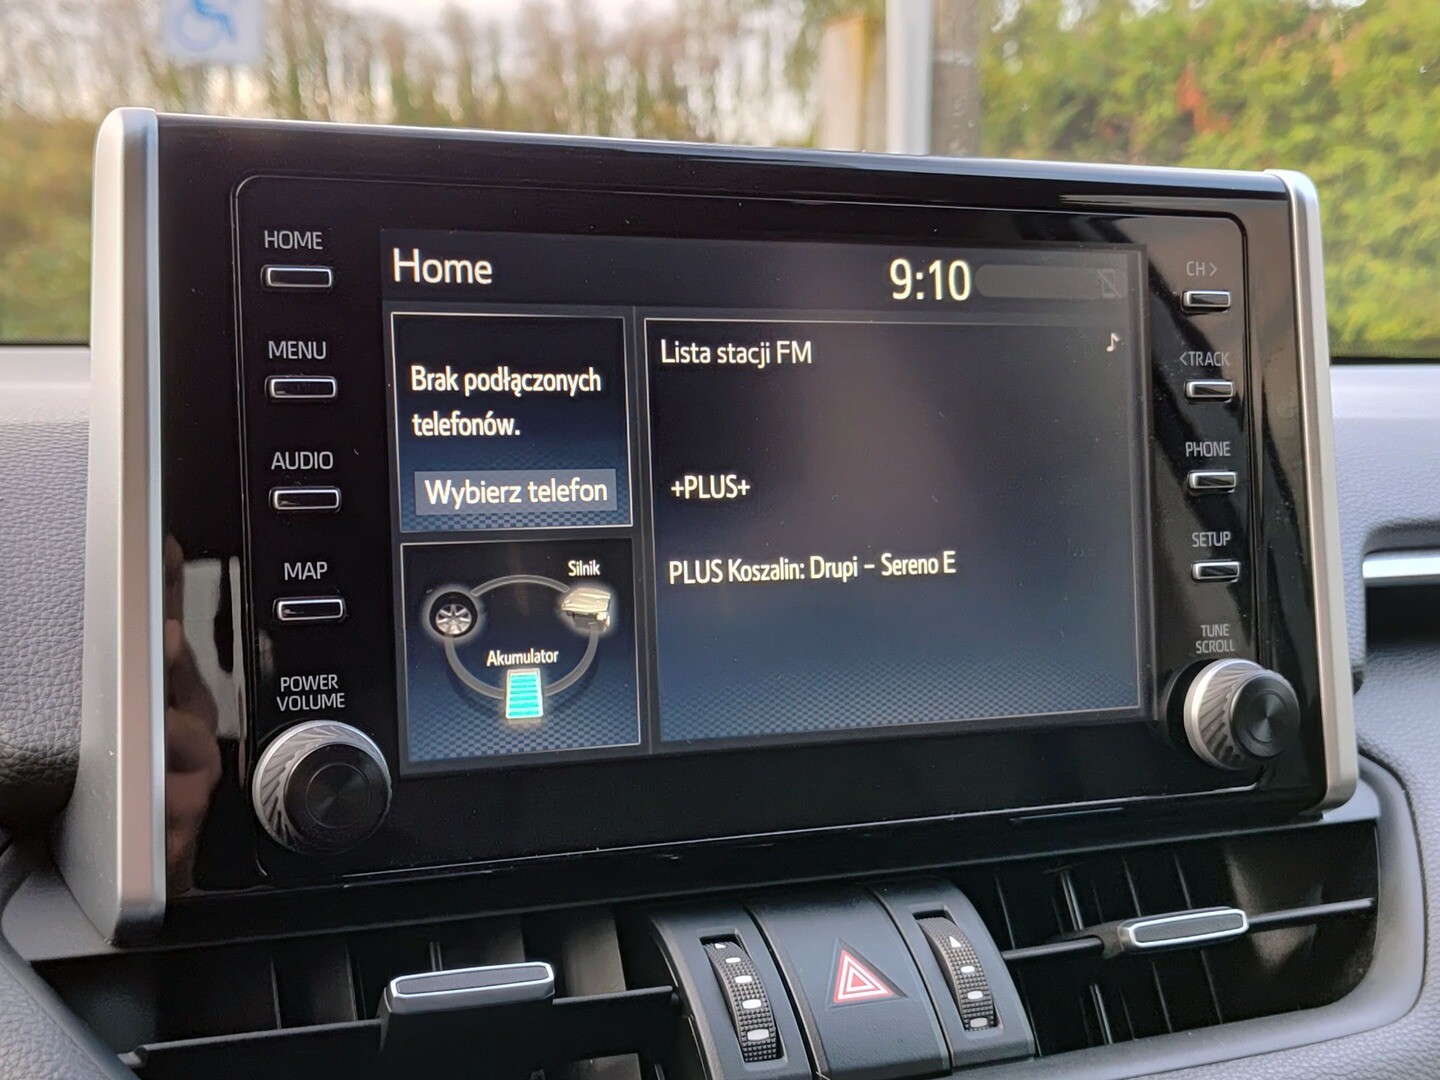 HOME
MENU
AUDIO
MAP
POWER
VOLUME
Home
9:10
Brak podłączonych
telefonów.
Wybierz telefon
Silnik
Akumulator
Lista stacji FM
+PLUS+
PLUS Koszalin: Drupi - Sereno E
CH >
< TRACK
PHONE
SETUP
TUNE
SCROLL